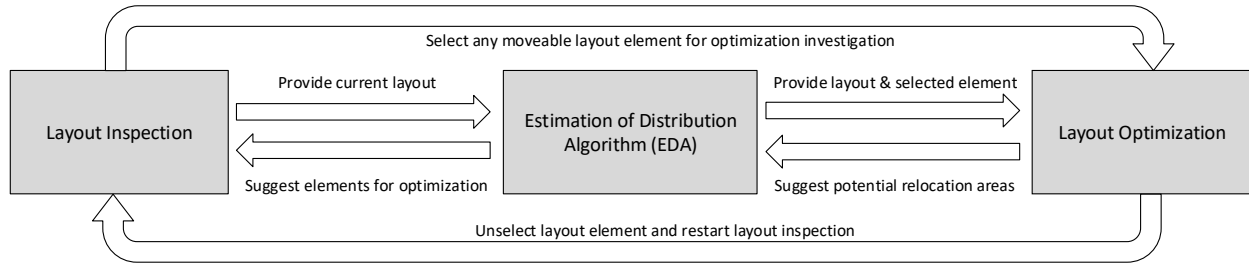 Select any moveable layout element for optimization investigation
Provide current layout
Provide layout & selected element
Layout Inspection
Estimation of Distribution
Algorithm (EDA)
Layout Optimization
Suggest elements for optimization
Suggest potential relocation areas
Unselect layout element and restart layout inspection